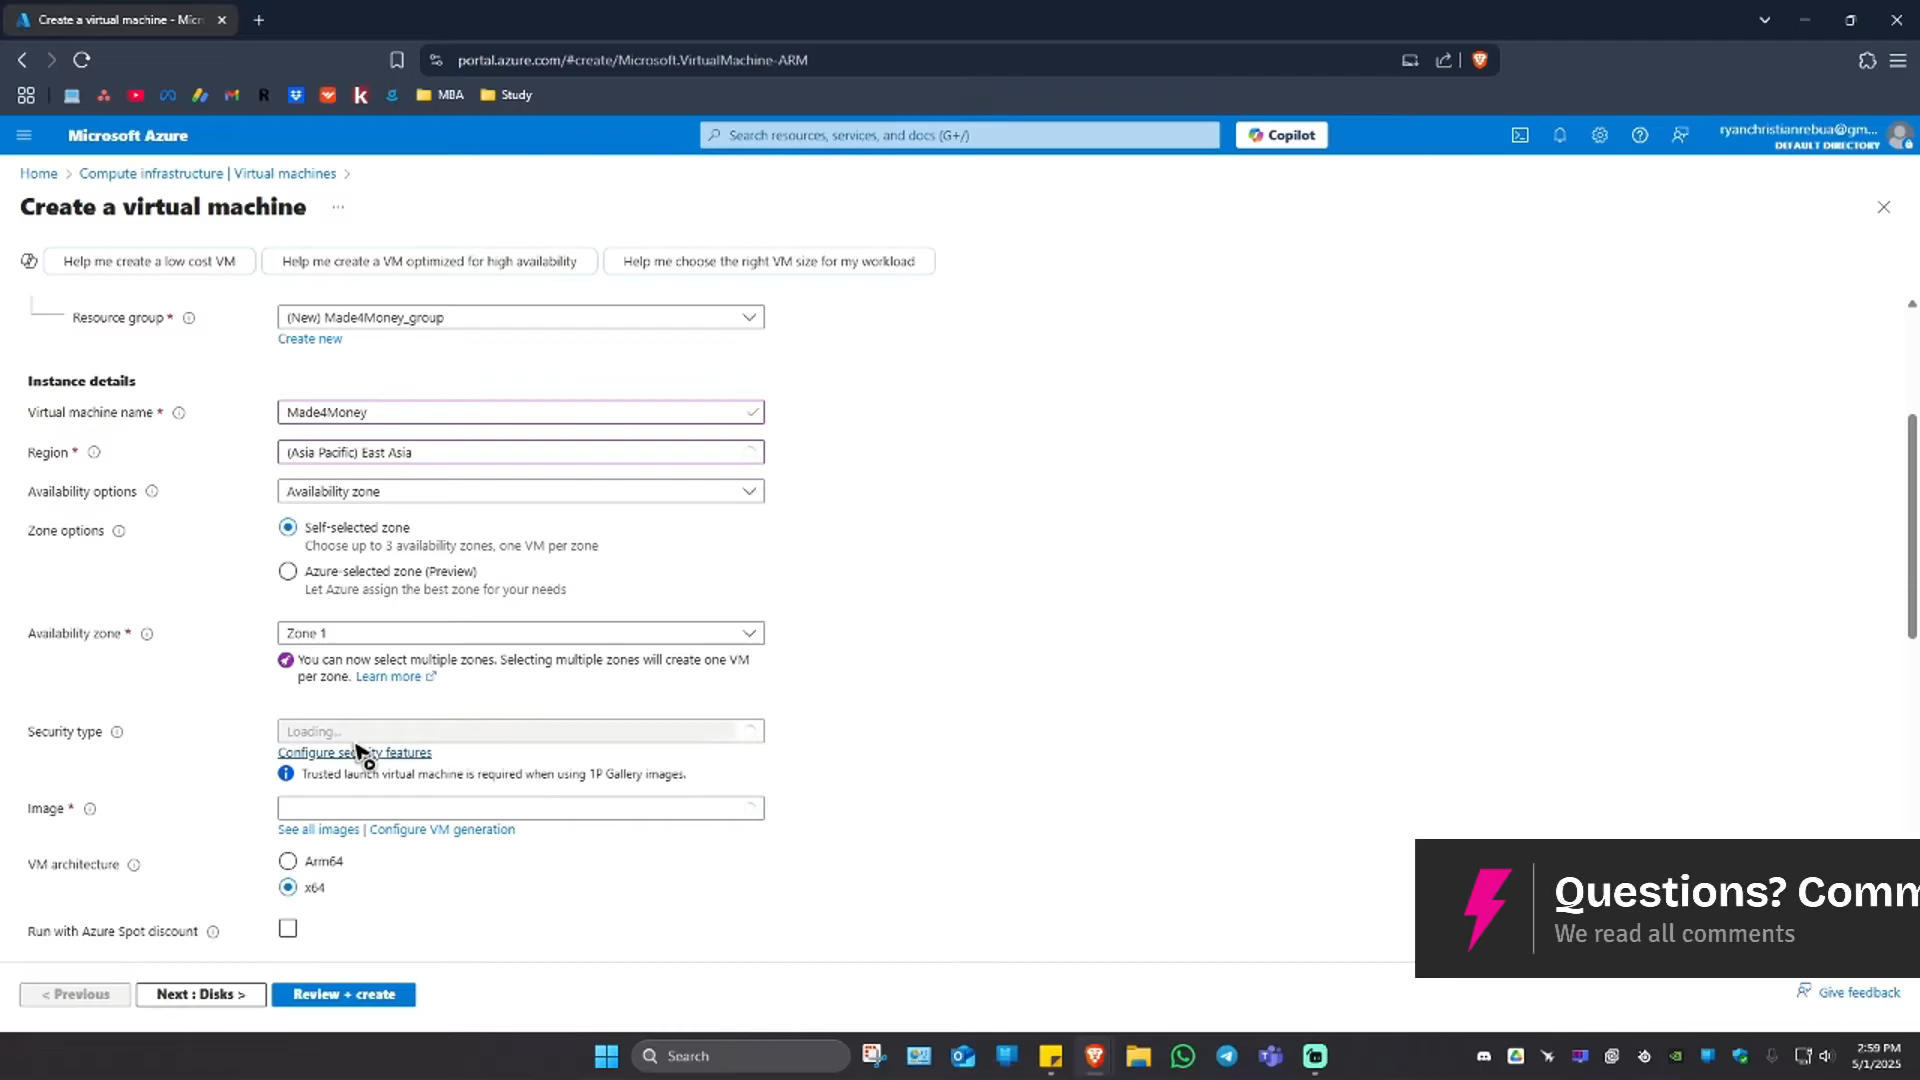 Create a virtual machine - Micr
portal.azure.com/#create/Microsoft.VirtualMachine-ARM
MBA
Study
Microsoft Azure
Search resources, services, and docs (G+/)
Copilot
ryanchristianrebua@gm...
DEFAULT DIRECTORY
Home > Compute infrastructure | Virtual machines >
Create a virtual machine ...
Help me create a low cost VM
Help me create a VM optimized for high availability
Help me choose the right VM size for my workload
Resource group *
(New) Made4Money_group
Create new
Instance details
Virtual machine name *
Made4Money
Region *
(Asia Pacific) East Asia
Availability options
Availability zone
Zone options
Self-selected zone
Choose up to 3 availability zones, one VM per zone
Azure-selected zone (Preview)
Let Azure assign the best zone for your needs
Availability zone *
Zone 1
You can now select multiple zones. Selecting multiple zones will create one VM
per zone. Learn more
Security type
Loading...
Configure security features
Trusted launch virtual machine is required when using 1P Gallery images.
Image *
See all images | Configure VM generation
VM architecture
Arm64
x64
Run with Azure Spot discount
Questions? Comm
We read all comments
< Previous
Next : Disks >
Review + create
Give feedback
Search
2:59 PM
5/1/2025